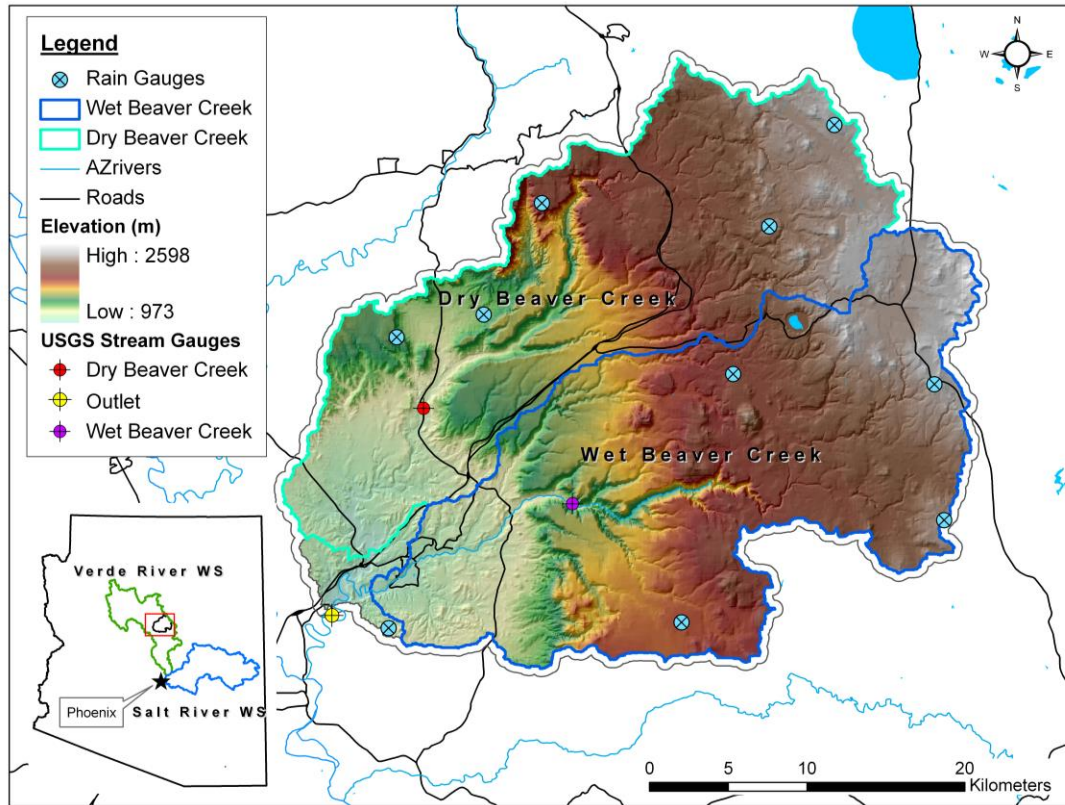 Legend
Rain Gauges
Wet Beaver Creek
Dry Beaver Creek
AZrivers
Roads
Elevation (m)
High : 2598
Low : 973
USGS Stream Gauges
Dry Beaver Creek
Outlet
Wet Beaver Creek
N
W E
S
Dry Beaver Creek
Wet Beaver Creek
Verde River WS
Phoenix
Salt River WS
0 5 10 20
Kilometers